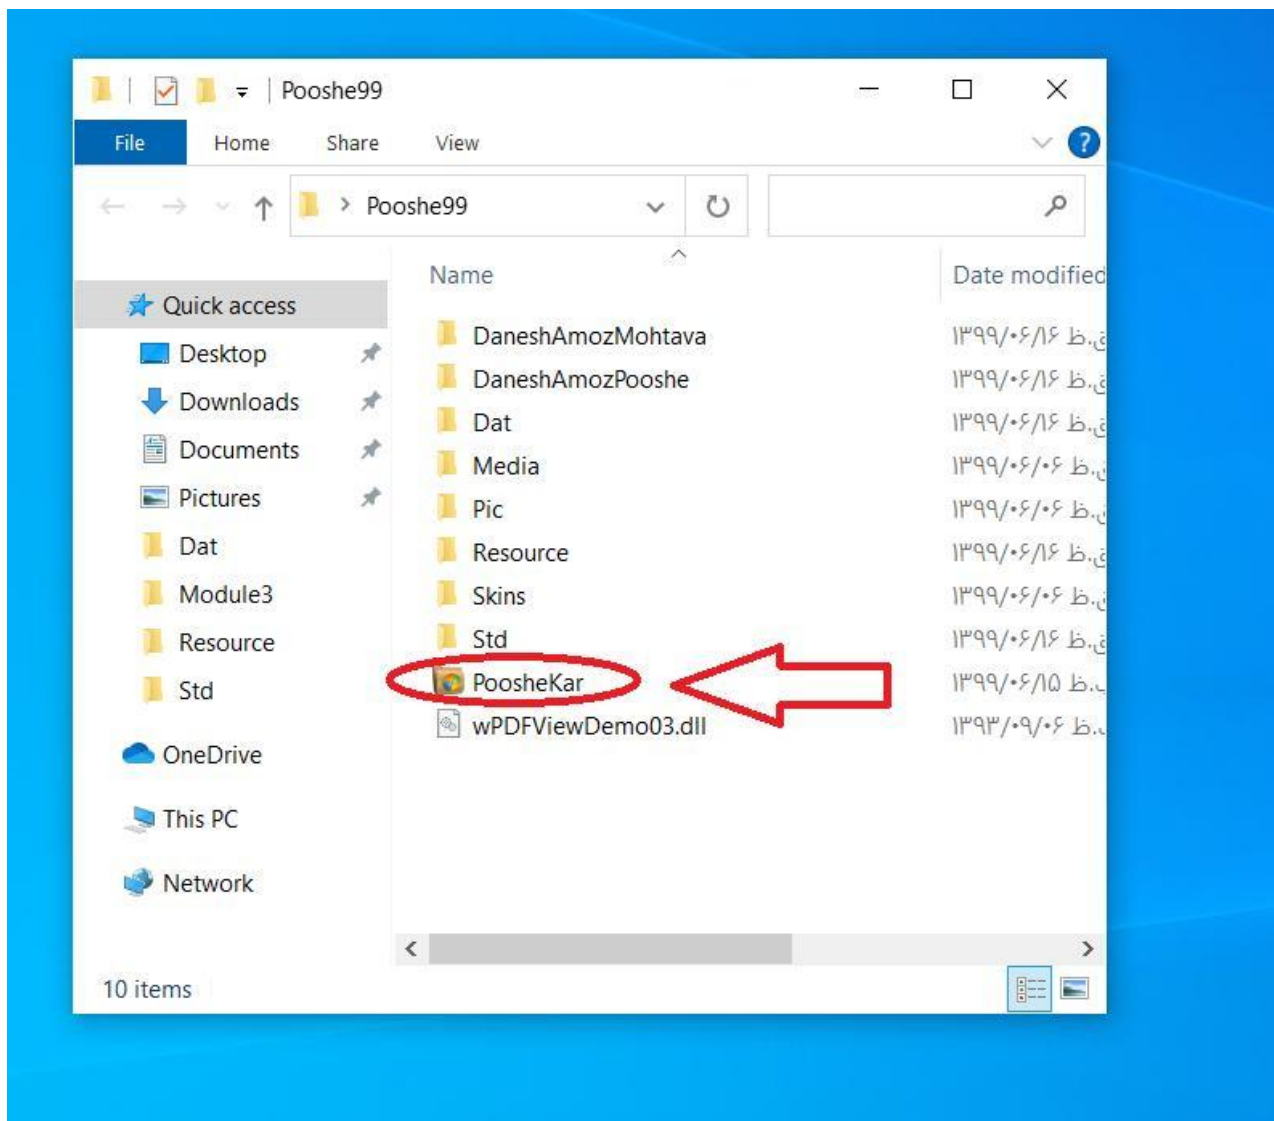 Pooshe99
File Home Share View
Pooshe99
Name Date modified
Quick access
Desktop
Downloads
Documents
Pictures
Dat
Module3
Resource
Std
OneDrive
This PC
Network
DaneshAmozMohtava ۱۳۹۹/۰۶/۱۶ ق.ظ
DaneshAmozPooshe ۱۳۹۹/۰۶/۱۶ ق.ظ
Dat ۱۳۹۹/۰۶/۱۶ ق.ظ
Media ۱۳۹۹/۰۶/۰۶ ق.ظ
Pic ۱۳۹۹/۰۶/۰۶ ق.ظ
Resource ۱۳۹۹/۰۶/۱۶ ق.ظ
Skins ۱۳۹۹/۰۶/۰۶ ق.ظ
Std ۱۳۹۹/۰۶/۱۶ ق.ظ
PoosheKar ۱۳۹۹/۰۶/۱۵ ب.ظ
wPDFViewDemo03.dll ۱۳۹۳/۰۹/۰۶ ب.ظ
10 items